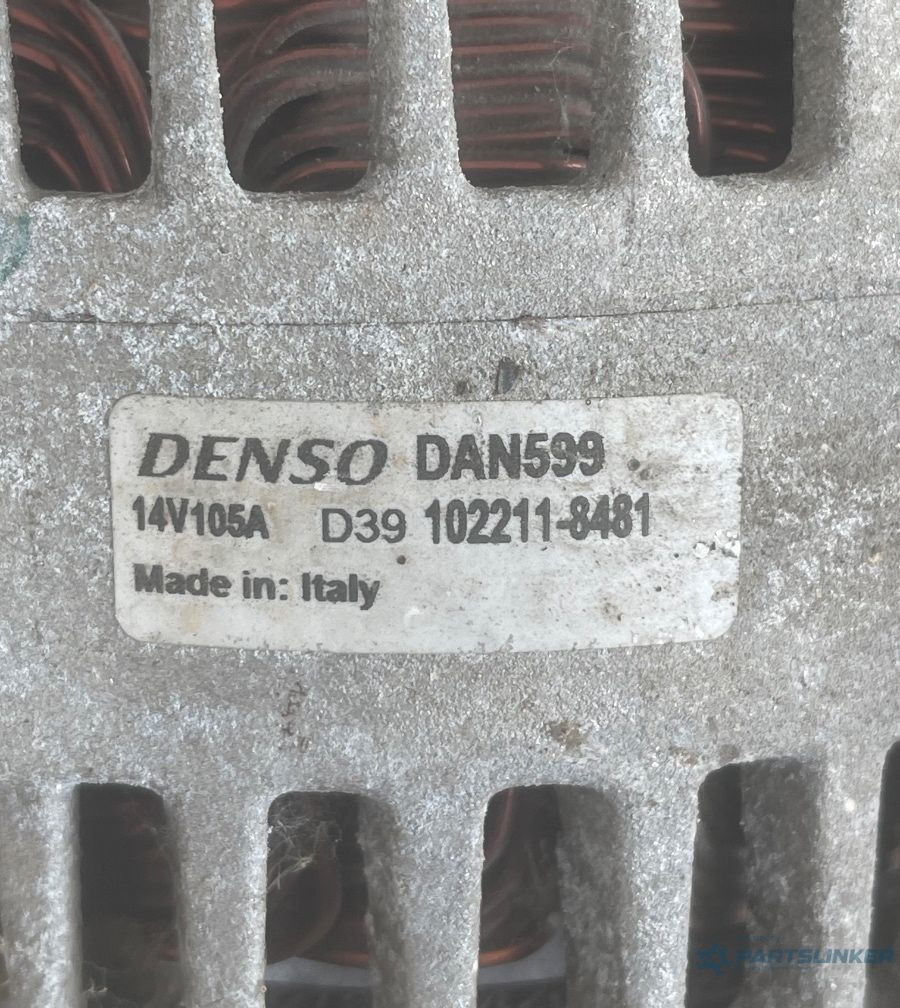 DENSO DAN599
14V105A D39 102211-8481
Made in: Italy
PARTSLINKER